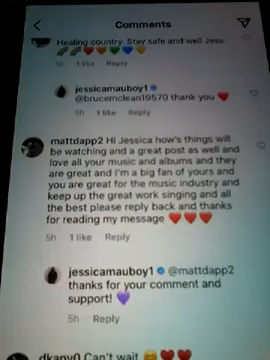 Comments
Healing country. Stay safe and well Jess.
5h 1 like Reply
jessicamauboy1
@brucemclean19570 thank you ❤️
5h 1 like Reply
mattdapp2 Hi Jessica how's things will
be watching and a great post as well and
love all your music and albums and they
are great and I'm a big fan of yours and
you are great for the music industry and
keep up the great work singing and all
the best please reply back and thanks
for reading my message ❤️❤️❤️
5h 1 like Reply
jessicamauboy1 @mattdapp2
thanks for your comment and
support! 💜
5h Reply
dkany0 Can't wait 😊❤️❤️